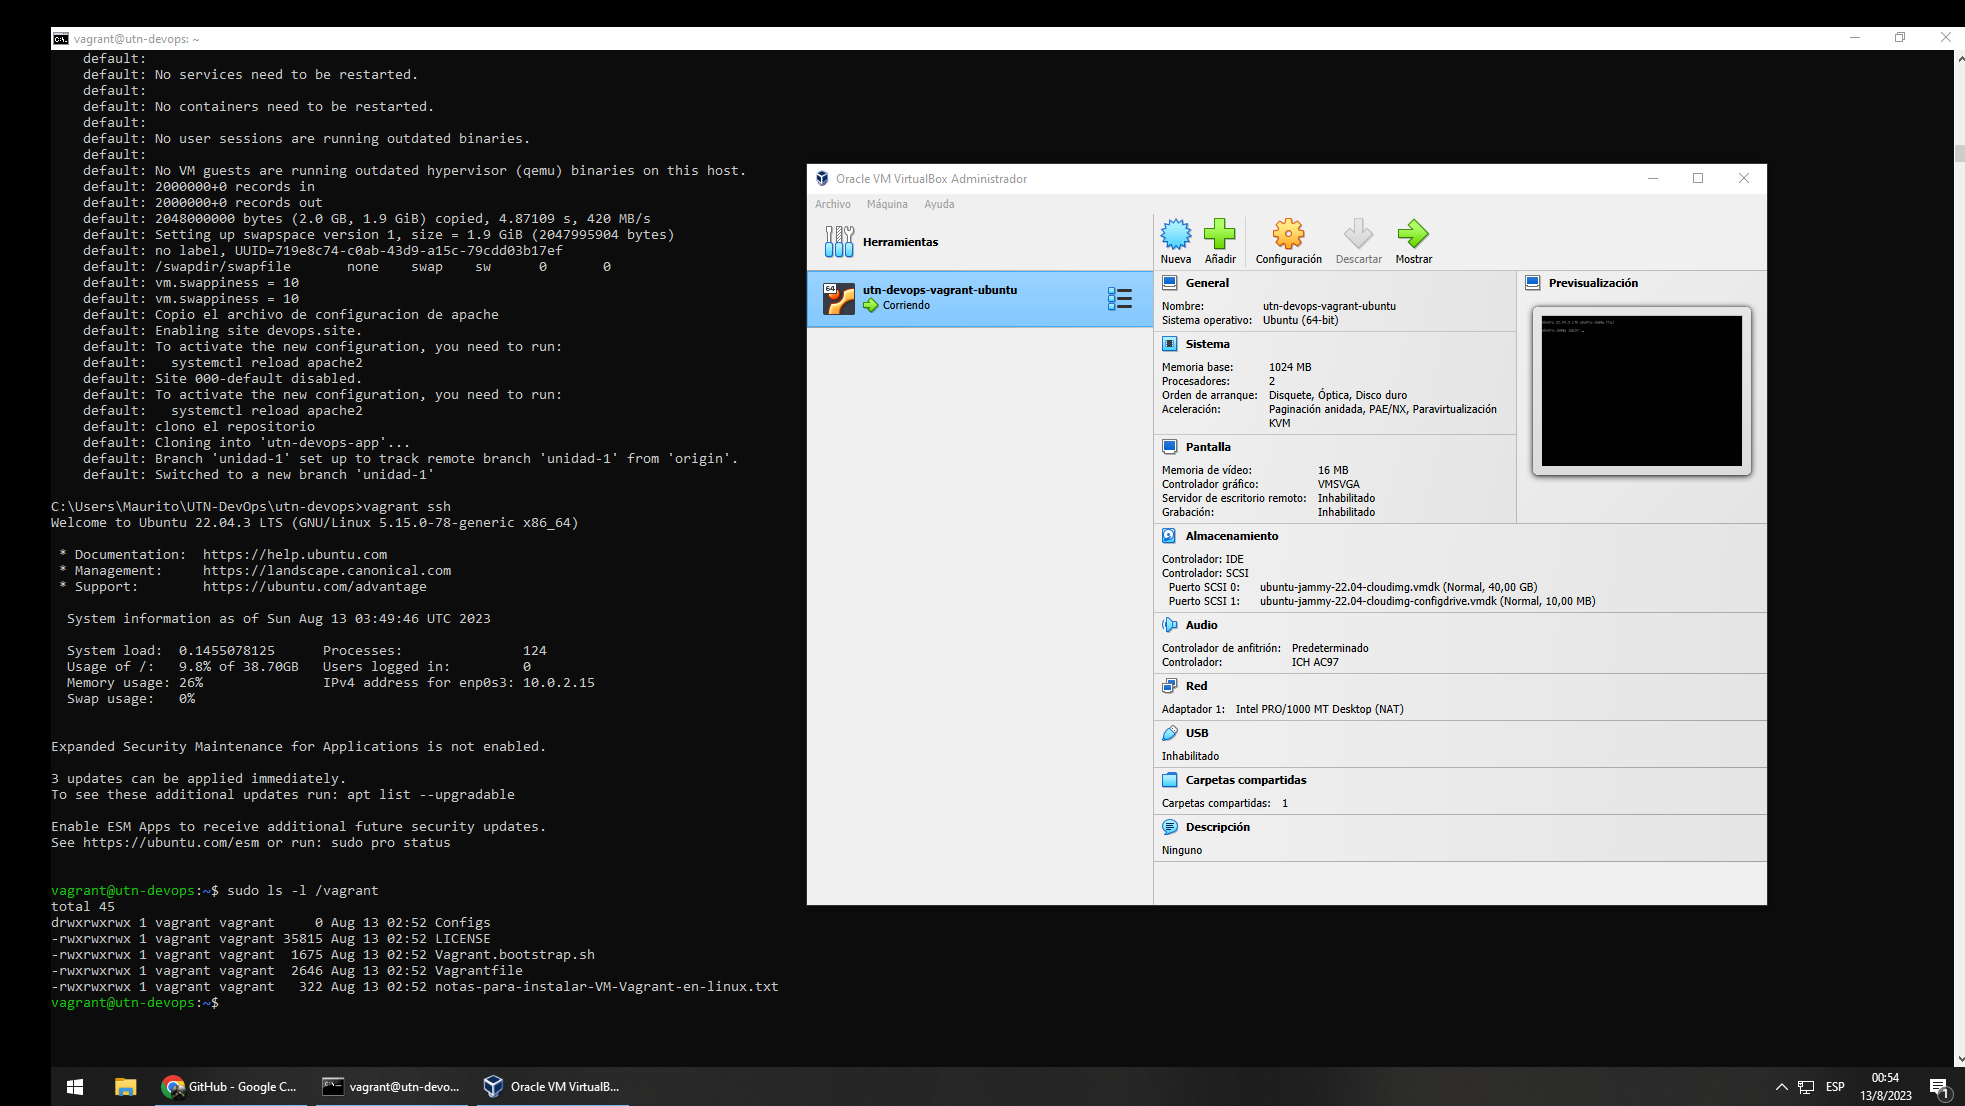 vagrant@utn-devops: ~
default:
default: No services need to be restarted.
default:
default: No containers need to be restarted.
default:
default: No user sessions are running outdated binaries.
default:
default: No VM guests are running outdated hypervisor (qemu) binaries on this host.
default: 2000000+0 records in
default: 2000000+0 records out
default: 2048000000 bytes (2.0 GB, 1.9 GiB) copied, 4.87109 s, 420 MB/s
default: Setting up swapspace version 1, size = 1.9 GiB (2047995904 bytes)
default: no label, UUID=719e8c74-c0ab-43d9-a15c-79cdd03b17ef
default: /swapdir/swapfile       none    swap    sw      0       0
default: vm.swappiness = 10
default: vm.swappiness = 10
default: Copio el archivo de configuracion de apache
default: Enabling site devops.site.
default: To activate the new configuration, you need to run:
default:   systemctl reload apache2
default: Site 000-default disabled.
default: To activate the new configuration, you need to run:
default:   systemctl reload apache2
default: clono el repositorio
default: Cloning into 'utn-devops-app'...
default: Branch 'unidad-1' set up to track remote branch 'unidad-1' from 'origin'.
default: Switched to a new branch 'unidad-1'
C:\Users\Maurito\UTN-DevOps\utn-devops>vagrant ssh
Welcome to Ubuntu 22.04.3 LTS (GNU/Linux 5.15.0-78-generic x86_64)
* Documentation:  https://help.ubuntu.com
* Management:     https://landscape.canonical.com
* Support:        https://ubuntu.com/advantage
System information as of Sun Aug 13 03:49:46 UTC 2023
System load:  0.1455078125      Processes:               124
Usage of /:   9.8% of 38.70GB   Users logged in:         0
Memory usage: 26%               IPv4 address for enp0s3: 10.0.2.15
Swap usage:   0%
Expanded Security Maintenance for Applications is not enabled.
3 updates can be applied immediately.
To see these additional updates run: apt list --upgradable
Enable ESM Apps to receive additional future security updates.
See https://ubuntu.com/esm or run: sudo pro status
vagrant@utn-devops:~$ sudo ls -l /vagrant
total 45
drwxrwxrwx 1 vagrant vagrant     0 Aug 13 02:52 Configs
-rwxrwxrwx 1 vagrant vagrant 35815 Aug 13 02:52 LICENSE
-rwxrwxrwx 1 vagrant vagrant  1675 Aug 13 02:52 Vagrant.bootstrap.sh
-rwxrwxrwx 1 vagrant vagrant  2646 Aug 13 02:52 Vagrantfile
-rwxrwxrwx 1 vagrant vagrant   322 Aug 13 02:52 notas-para-instalar-VM-Vagrant-en-linux.txt
vagrant@utn-devops:~$
Oracle VM VirtualBox Administrador
Archivo Máquina Ayuda
Herramientas
Nueva Añadir Configuración Descartar Mostrar
64
utn-devops-vagrant-ubuntu
Corriendo
General
Nombre: utn-devops-vagrant-ubuntu
Sistema operativo: Ubuntu (64-bit)
Sistema
Memoria base: 1024 MB
Procesadores: 2
Orden de arranque: Disquete, Óptica, Disco duro
Aceleración: Paginación anidada, PAE/NX, Paravirtualización
KVM
Pantalla
Memoria de vídeo: 16 MB
Controlador gráfico: VMSVGA
Servidor de escritorio remoto: Inhabilitado
Grabación: Inhabilitado
Previsualización
Almacenamiento
Controlador: IDE
Controlador: SCSI
Puerto SCSI 0: ubuntu-jammy-22.04-cloudimg.vmdk (Normal, 40,00 GB)
Puerto SCSI 1: ubuntu-jammy-22.04-cloudimg-configdrive.vmdk (Normal, 10,00 MB)
Audio
Controlador de anfitrión: Predeterminado
Controlador: ICH AC97
Red
Adaptador 1: Intel PRO/1000 MT Desktop (NAT)
USB
Inhabilitado
Carpetas compartidas
Carpetas compartidas: 1
Descripción
Ninguno
GitHub - Google C...
vagrant@utn-devo...
Oracle VM VirtualB...
ESP
00:54
13/8/2023
1